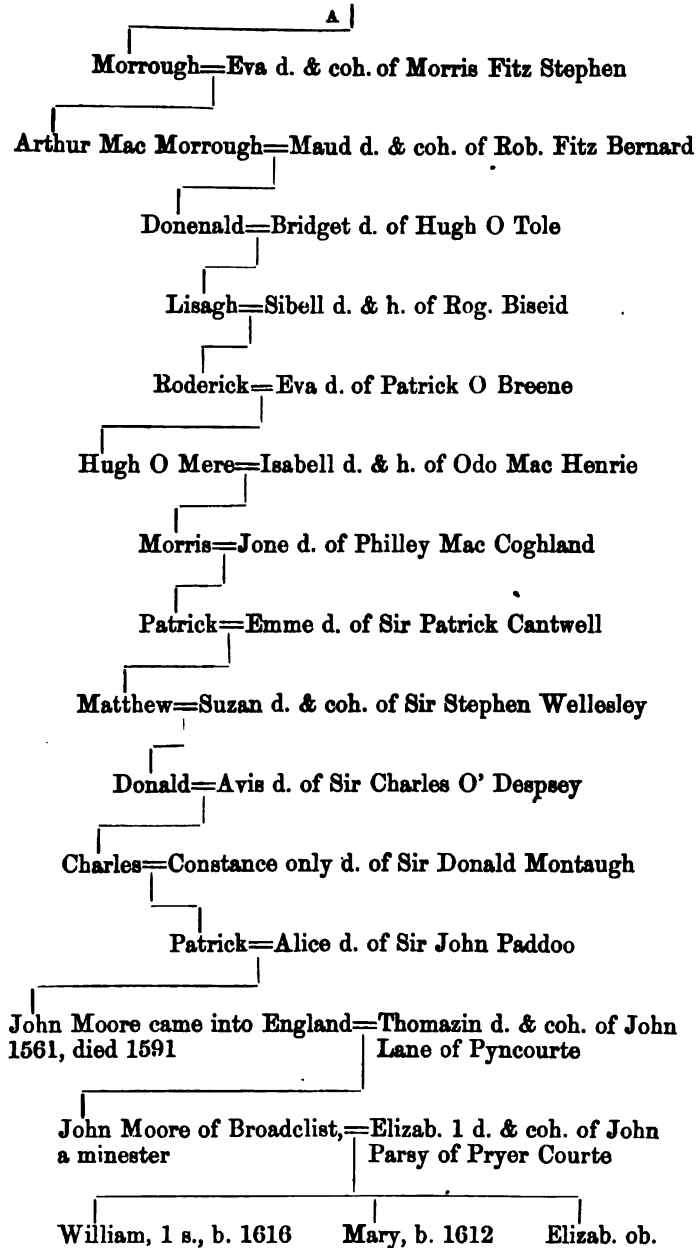 A
Morrough=Eva d. & coh. of Morris Fitz Stephen
Arthur Mac Morrough=Maud d. & coh. of Rob. Fitz Bernard
Donenald=Bridget d. of Hugh O Tole
Lisagh=Sibell d. & h. of Rog. Biseid
Roderick=Eva d. of Patrick O Breene
Hugh O Mere=Isabell d. & h. of Odo Mac Henrie
Morris=Jone d. of Philley Mac Coghland
Patrick=Emme d. of Sir Patrick Cantwell
Matthew=Suzan d. & coh. of Sir Stephen Wellesley
Donald=Avis d. of Sir Charles O' Despsey
Charles=Constance only d. of Sir Donald Montaugh
Patrick=Alice d. of Sir John Paddoo
John Moore came into England=Thomazin d. & coh. of John
1561, died 1591 Lane of Pyncourte
John Moore of Broadclist,=Elizab. 1 d. & coh. of John
a minester Parsy of Pryer Courte
William, 1 s., b. 1616 Mary, b. 1612 Elizab. ob.